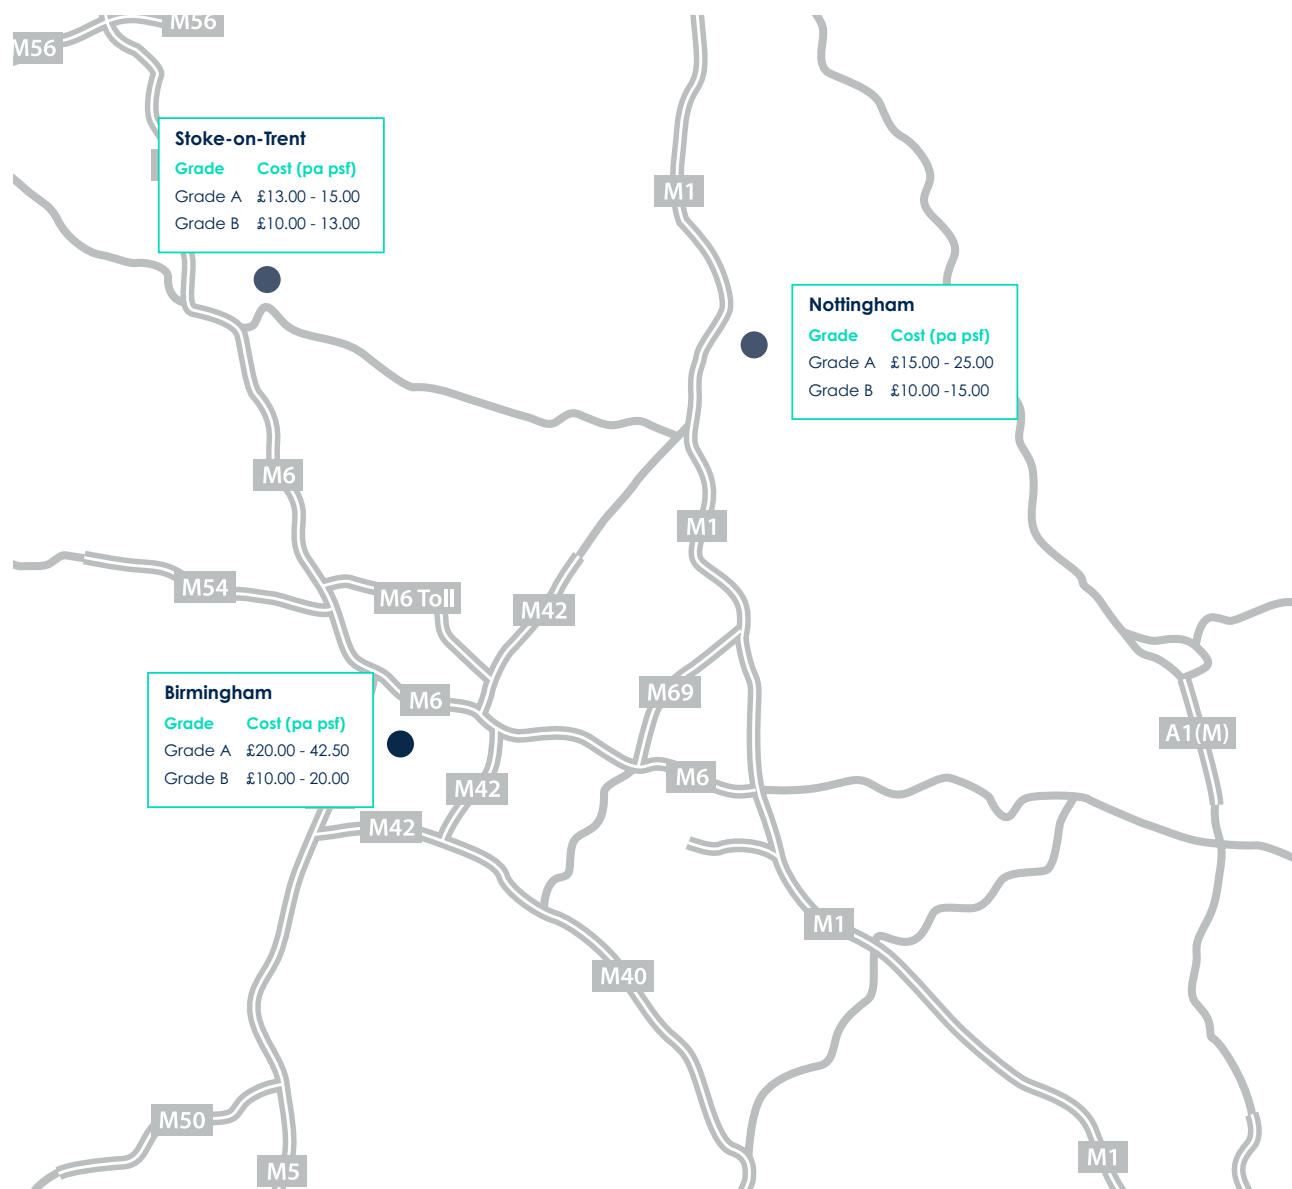 M56
M56
Stoke-on-Trent
Grade Cost (pa psf)
Grade A £13.00 - 15.00
Grade B £10.00 - 13.00
M1
Nottingham
Grade Cost (pa psf)
Grade A £15.00 - 25.00
Grade B £10.00 -15.00
M6
M1
M54
M6 Toll
M42
Birmingham
Grade Cost (pa psf)
Grade A £20.00 - 42.50
Grade B £10.00 - 20.00
M6
M69
A1(M)
M6
M42
M42
M1
M40
M50
M5
M1